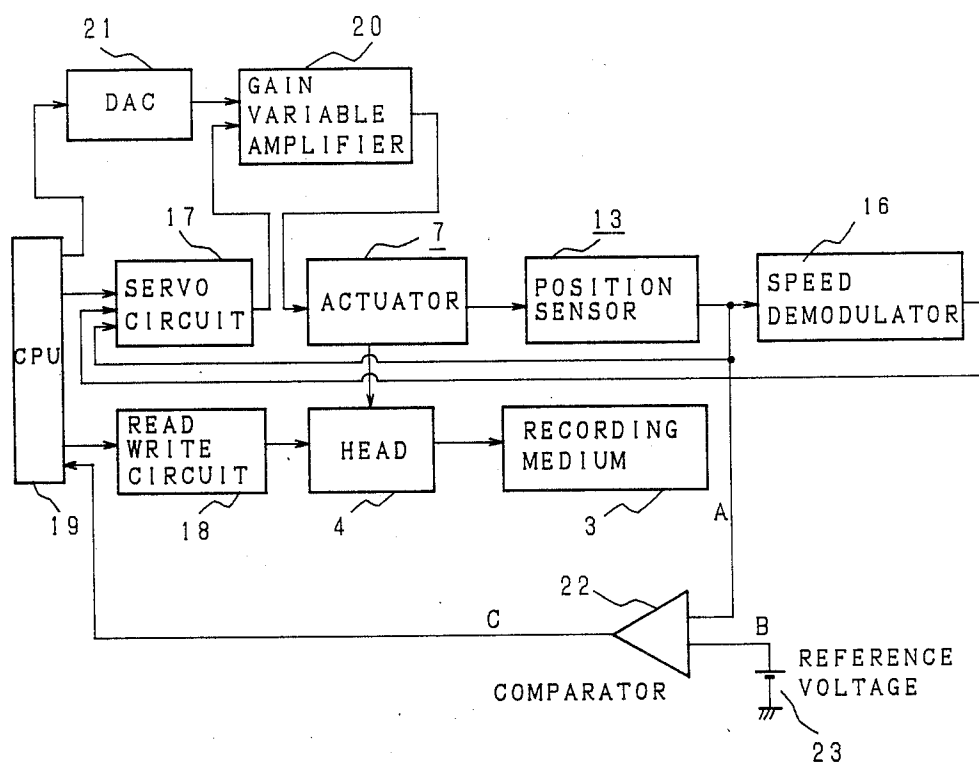 21
20
DAC
GAIN
VARIABLE
AMPLIFIER
17
7
13
16
SERVO
CIRCUIT
ACTUATOR
POSITION
SENSOR
SPEED
DEMODULATOR
CPU
READ
WRITE
CIRCUIT
HEAD
RECORDING
MEDIUM
19
18
4
3
A
22
C
B
COMPARATOR
REFERENCE
VOLTAGE
23